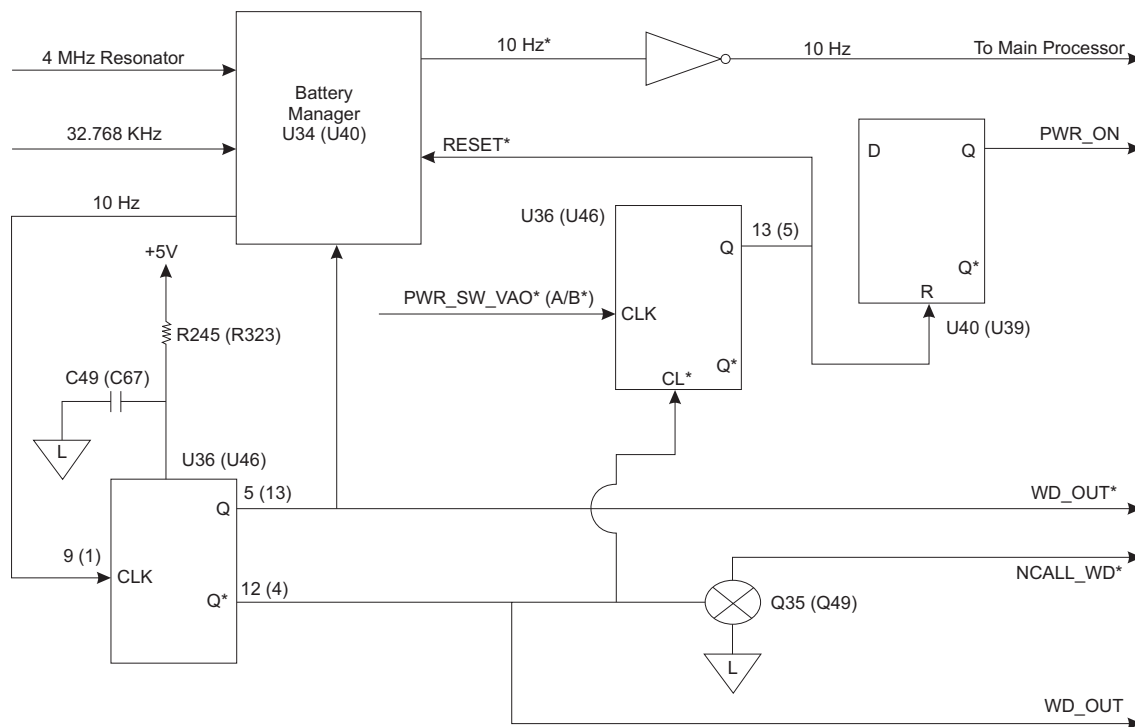 4 MHz Resonator
32.768 KHz
10 Hz
Battery
Manager
U34 (U40)
10 Hz*
10 Hz
To Main Processor
RESET*
D
Q
PWR_ON
Q*
R
U40 (U39)
U36 (U46)
13 (5)
Q
PWR_SW_VAO* (A/B*)
CLK
Q*
CL*
+5V
R245 (R323)
C49 (C67)
L
U36 (U46)
5 (13)
Q
WD_OUT*
9 (1)
CLK
12 (4)
Q*
NCALL_WD*
Q35 (Q49)
L
WD_OUT